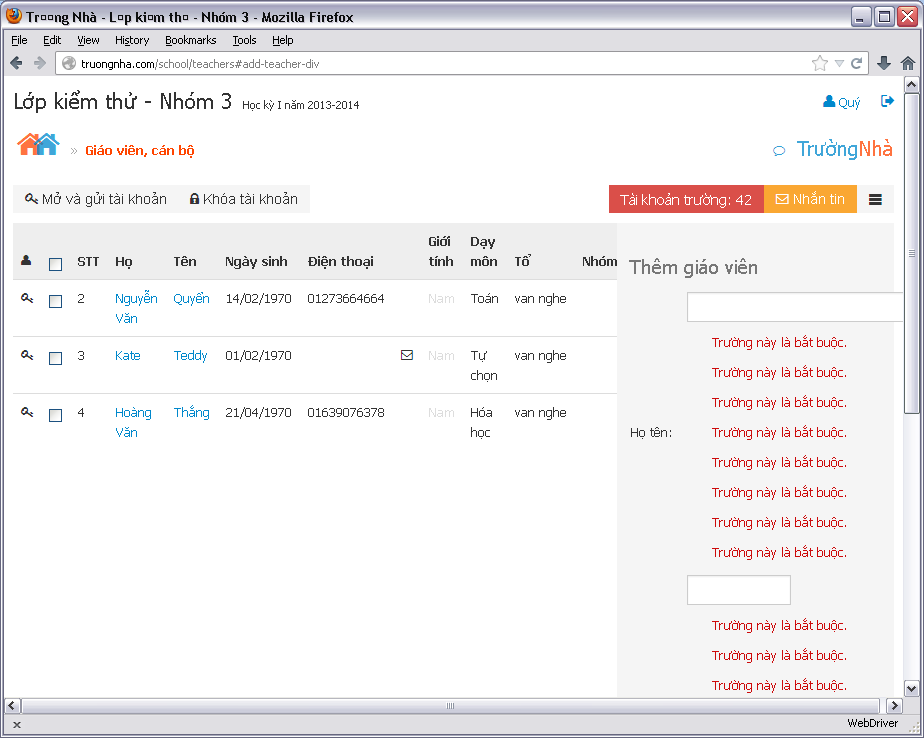 Tr¤¤ng Nhà - L¤p ki¤m th¤ - Nhóm 3 - Mozilla Firefox
File Edit View History Bookmarks Tools Help
truongnha.com/school/teachers#add-teacher-div
Lớp kiểm thử - Nhóm 3 Học kỳ I năm 2013-2014
Quý
» Giáo viên, cán bộ
TrườngNhà
Mở và gửi tài khoản Khóa tài khoản
Tài khoản trường: 42 Nhắn tin
STT Họ Tên Ngày sinh Điện thoại Giới tính Dạy môn Tổ Nhóm
2 Nguyễn Văn Quyển 14/02/1970 01273664664 Nam Toán van nghe
3 Kate Teddy 01/02/1970 Nam Tự chọn van nghe
4 Hoàng Văn Thắng 21/04/1970 01639076378 Nam Hóa học van nghe
Thêm giáo viên
Trường này là bắt buộc.
Trường này là bắt buộc.
Trường này là bắt buộc.
Họ tên: Trường này là bắt buộc.
Trường này là bắt buộc.
Trường này là bắt buộc.
Trường này là bắt buộc.
Trường này là bắt buộc.
Trường này là bắt buộc.
Trường này là bắt buộc.
Trường này là bắt buộc.
WebDriver